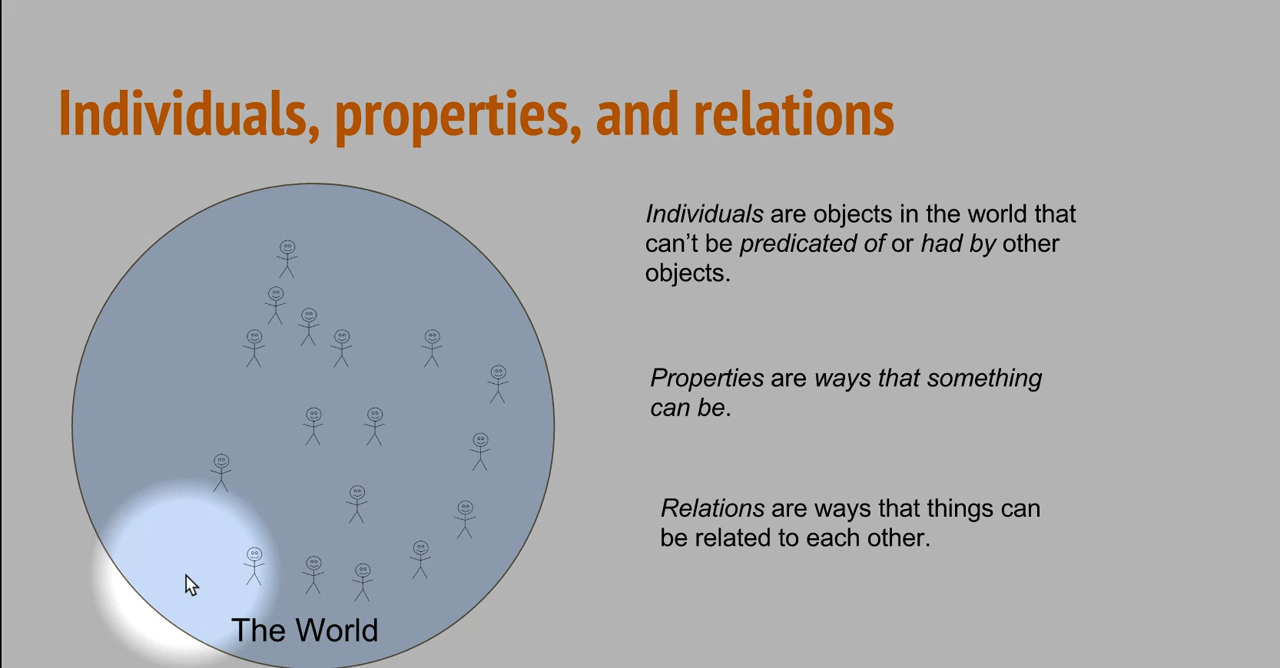 Individuals, properties, and relations
Individuals are objects in the world that
can’t be predicated of or had by other
objects.
Properties are ways that something
can be.
Relations are ways that things can
be related to each other.
The World